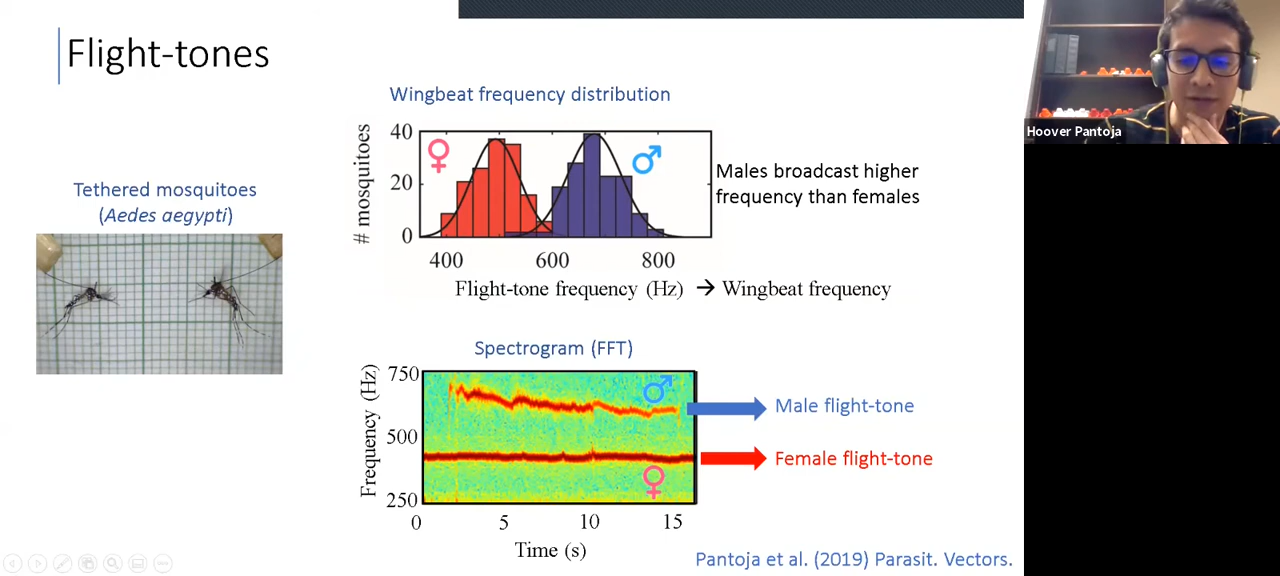 Flight-tones
Tethered mosquitoes
(Aedes aegypti)
Wingbeat frequency distribution
# mosquitoes
40
20
0
♀
♂
400
600
800
Flight-tone frequency (Hz) → Wingbeat frequency
Males broadcast higher
frequency than females
Spectrogram (FFT)
Frequency (Hz)
750
500
250
♂
♀
0
5
10
15
Time (s)
Male flight-tone
Female flight-tone
Pantoja et al. (2019) Parasit. Vectors.
Hoover Pantoja